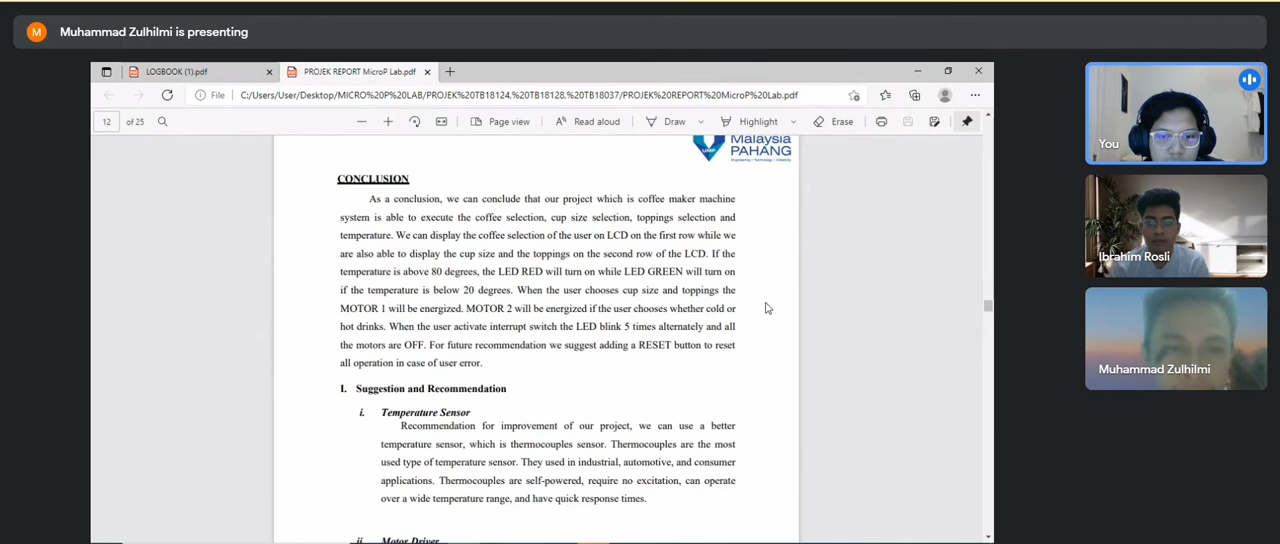 M Muhammad Zulhilmi is presenting
LOGBOOK (1).pdf
PROJEK REPORT MicroP Lab.pdf
File C:/Users/User/Desktop/MICRO%20P%20LAB/PROJEK%20TB18124,%20TB18128,%20TB18037/PROJEK%20REPORT%20MicroP%20Lab.pdf
12 of 25 Page view Read aloud Draw Highlight Erase
Malaysia
PAHANG
Engineering • Technology • Creativity
UMP
CONCLUSION
As a conclusion, we can conclude that our project which is coffee maker machine
system is able to execute the coffee selection, cup size selection, toppings selection and
temperature. We can display the coffee selection of the user on LCD on the first row while we
are also able to display the cup size and the toppings on the second row of the LCD. If the
temperature is above 80 degrees, the LED RED will turn on while LED GREEN will turn on
if the temperature is below 20 degrees. When the user chooses cup size and toppings the
MOTOR 1 will be energized. MOTOR 2 will be energized if the user chooses whether cold or
hot drinks. When the user activate interrupt switch the LED blink 5 times alternately and all
the motors are OFF. For future recommendation we suggest adding a RESET button to reset
all operation in case of user error.
I. Suggestion and Recommendation
i. Temperature Sensor
Recommendation for improvement of our project, we can use a better
temperature sensor, which is thermocouples sensor. Thermocouples are the most
used type of temperature sensor. They used in industrial, automotive, and consumer
applications. Thermocouples are self-powered, require no excitation, can operate
over a wide temperature range, and have quick response times.
ii. Motor Driver
You
Ibrahim Rosli
Muhammad Zulhilmi